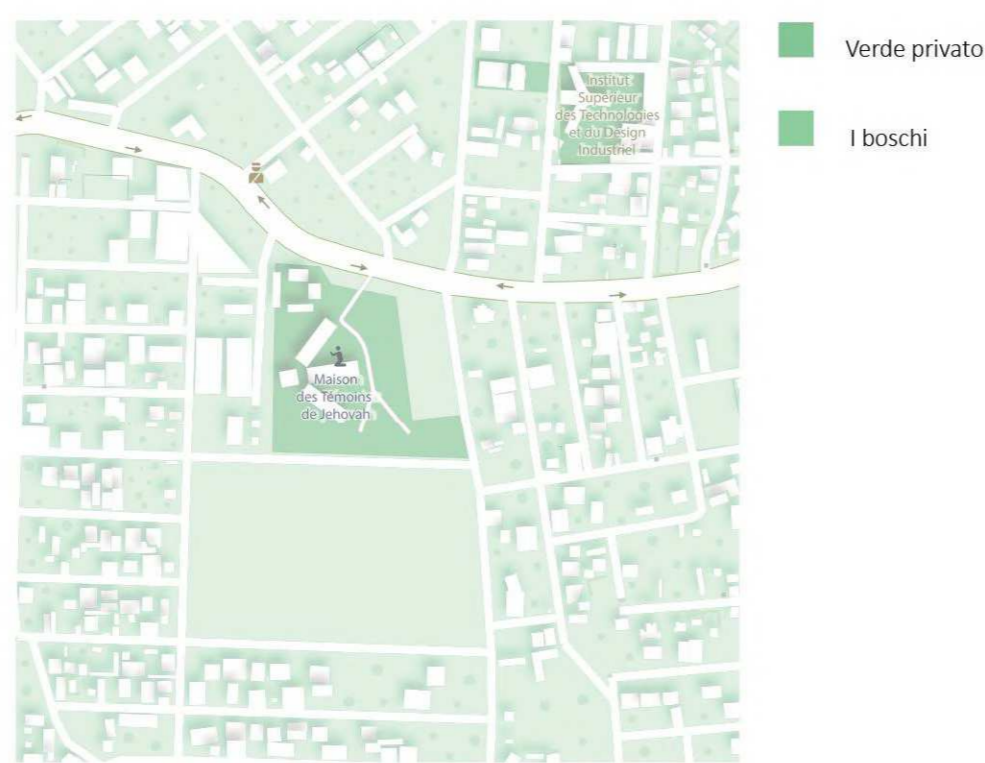 Verde privato
I boschi
Institut
Supérieur
des Technologies
et du Design
Industriel
Maison
des Témoins
de Jehovah